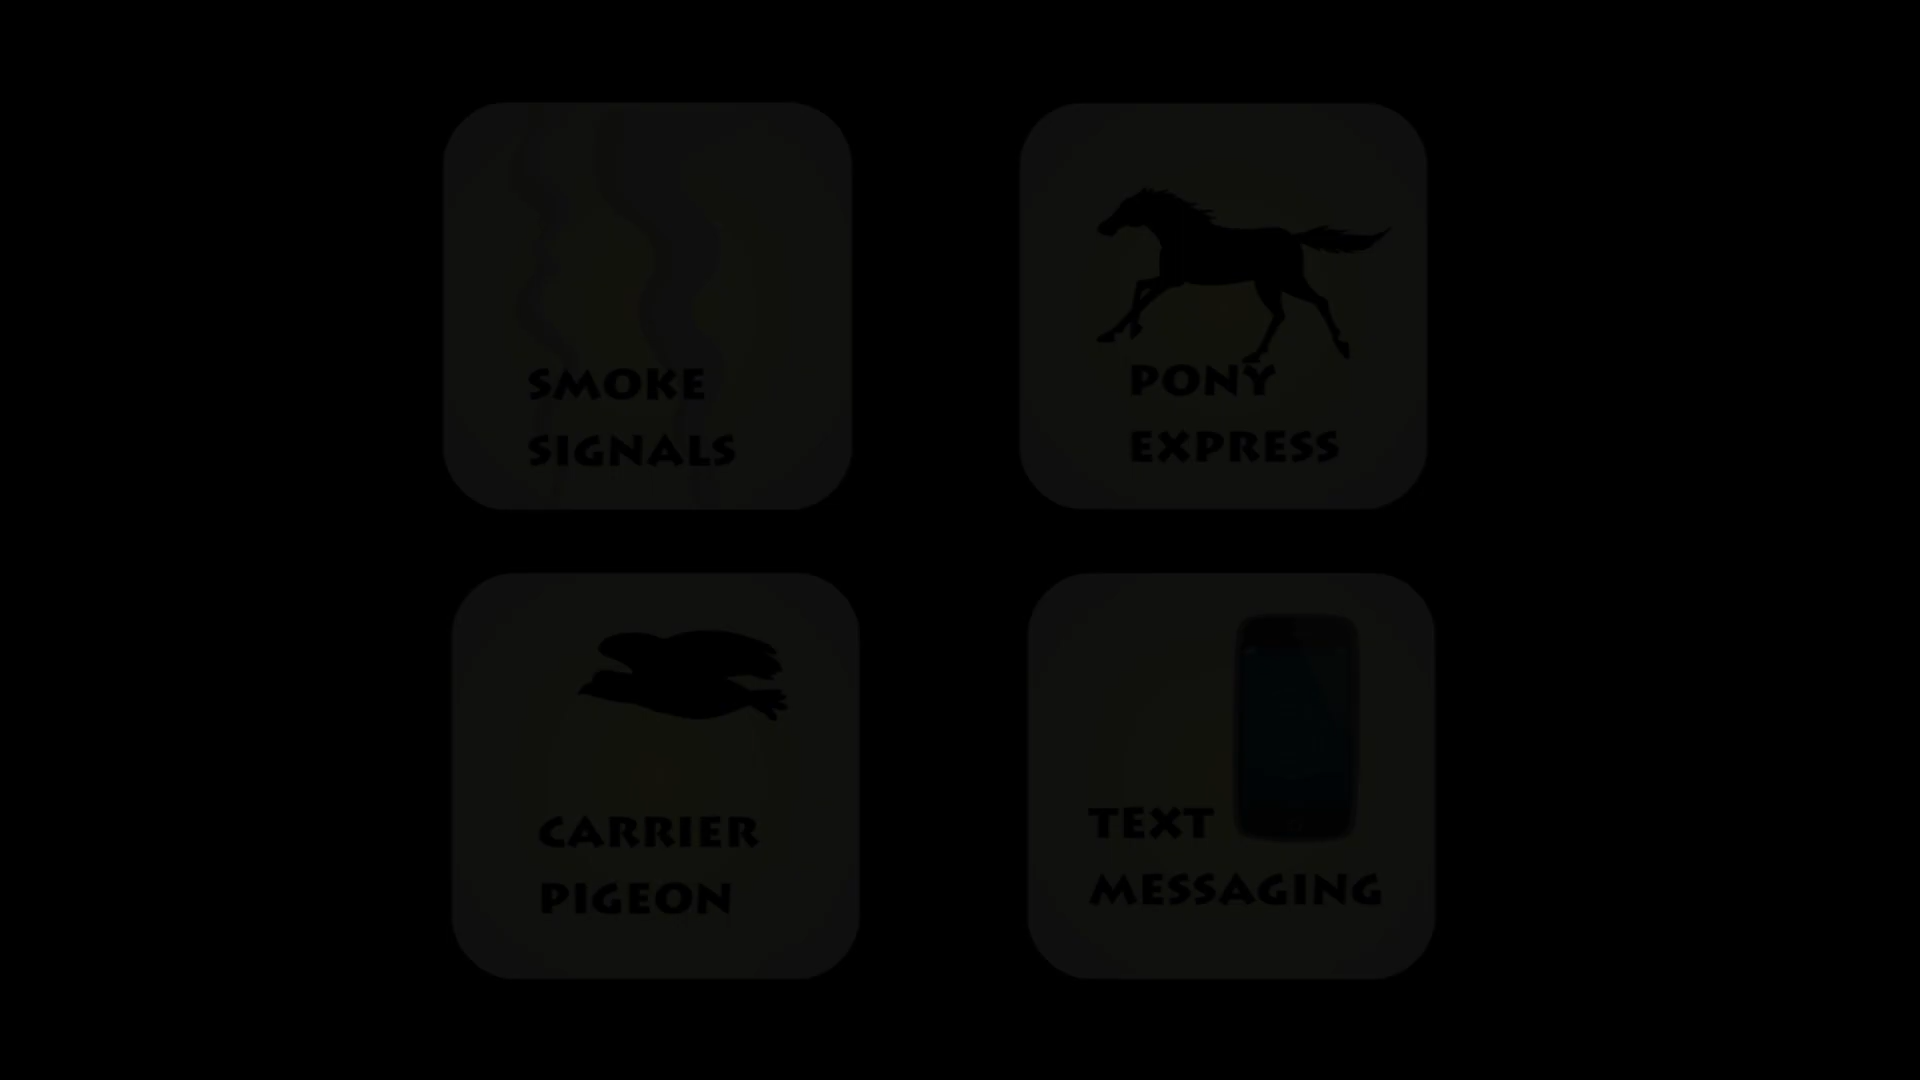 SMOKE
SIGNALS
PONY
EXPRESS
CARRIER
PIGEON
TEXT
MESSAGING